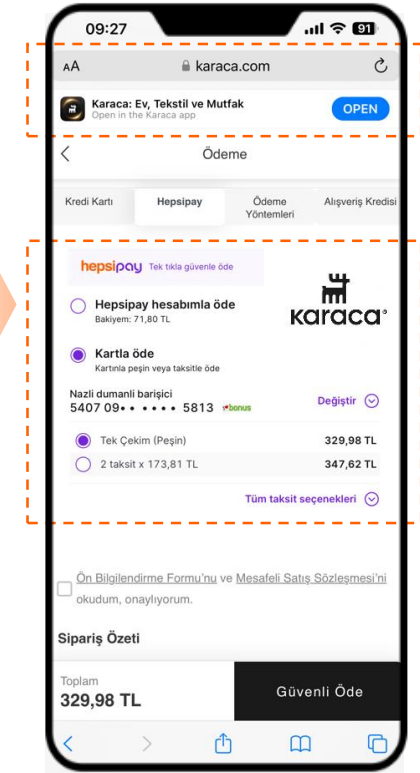 09:27
91
AA
karaca.com
Karaca: Ev, Tekstil ve Mutfak
Open in the Karaca app
OPEN
Ödeme
Kredi Kartı
Hepsipay
Ödeme
Yöntemleri
Alışveriş Kredisi
hepsipay Tek tıkla güvenle öde
karaca
Hepsipay hesabımla öde
Bakiyem: 71,80 TL
Kartla öde
Kartınla peşin veya taksitle öde
Nazli dumanli barişici
5407 09•• •••• 5813 bonus
Değiştir
Tek Çekim (Peşin) 329,98 TL
2 taksit x 173,81 TL 347,62 TL
Tüm taksit seçenekleri
Ön Bilgilendirme Formu'nu ve Mesafeli Satış Sözleşmesi'ni
okudum, onaylıyorum.
Sipariş Özeti
Toplam
329,98 TL
Güvenli Öde